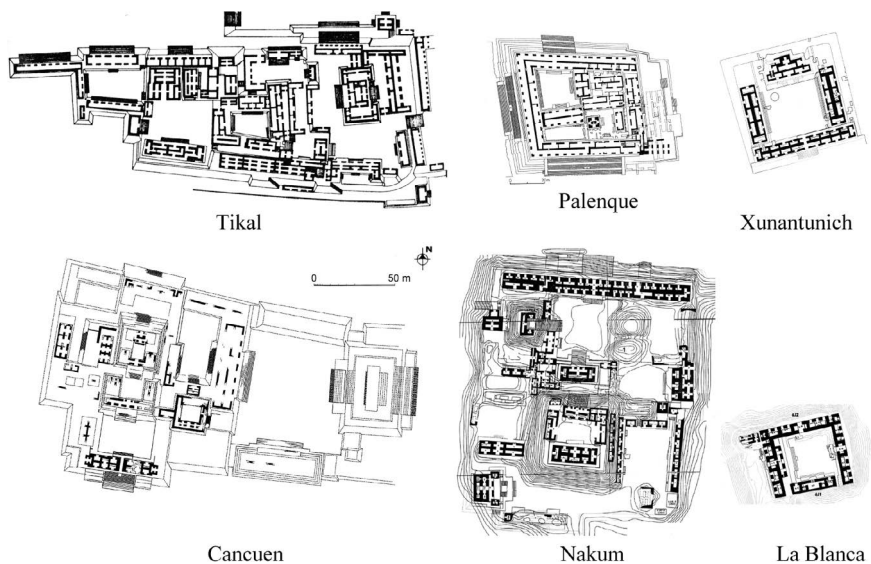 Tikal
Palenque
Xunantunich
N
0 50 m
Cancuen
Nakum
La Blanca